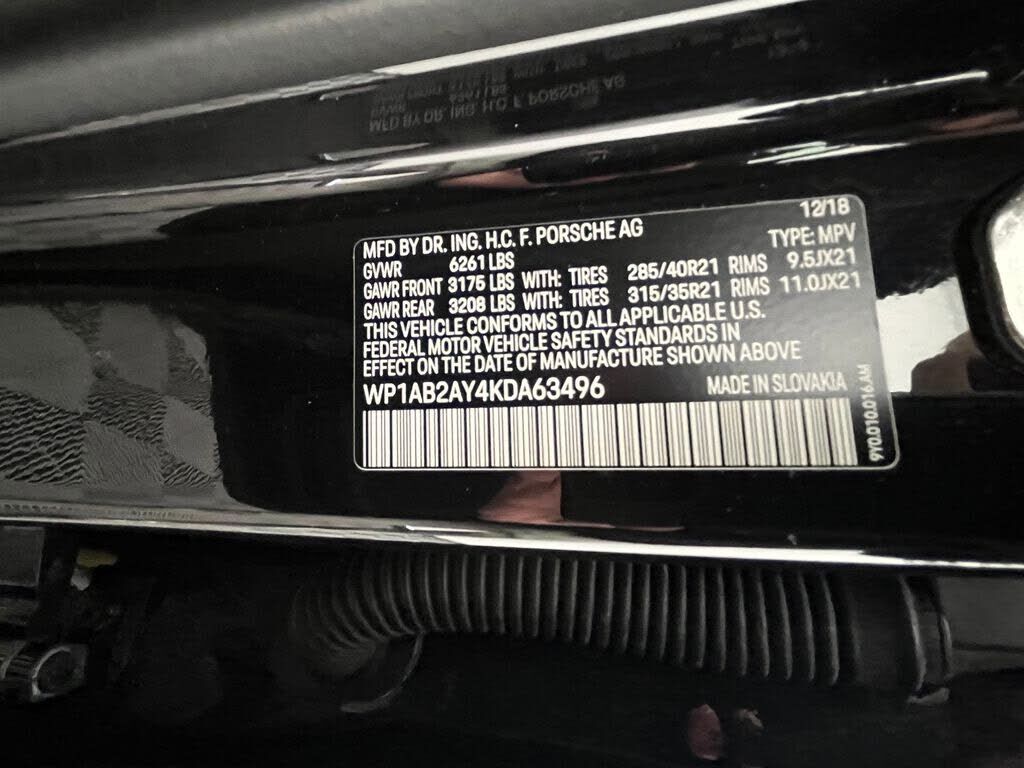 12/18
MFD BY DR. ING. H.C. F. PORSCHE AG TYPE: MPV
GVWR 6261 LBS
GAWR FRONT 3175 LBS WITH: TIRES 285/40R21 RIMS 9.5JX21
GAWR REAR 3208 LBS WITH: TIRES 315/35R21 RIMS 11.0JX21
THIS VEHICLE CONFORMS TO ALL APPLICABLE U.S.
FEDERAL MOTOR VEHICLE SAFETY STANDARDS IN
EFFECT ON THE DATE OF MANUFACTURE SHOWN ABOVE
WP1AB2AY4KDA63496 MADE IN SLOVAKIA
9Y0.010.016.AM